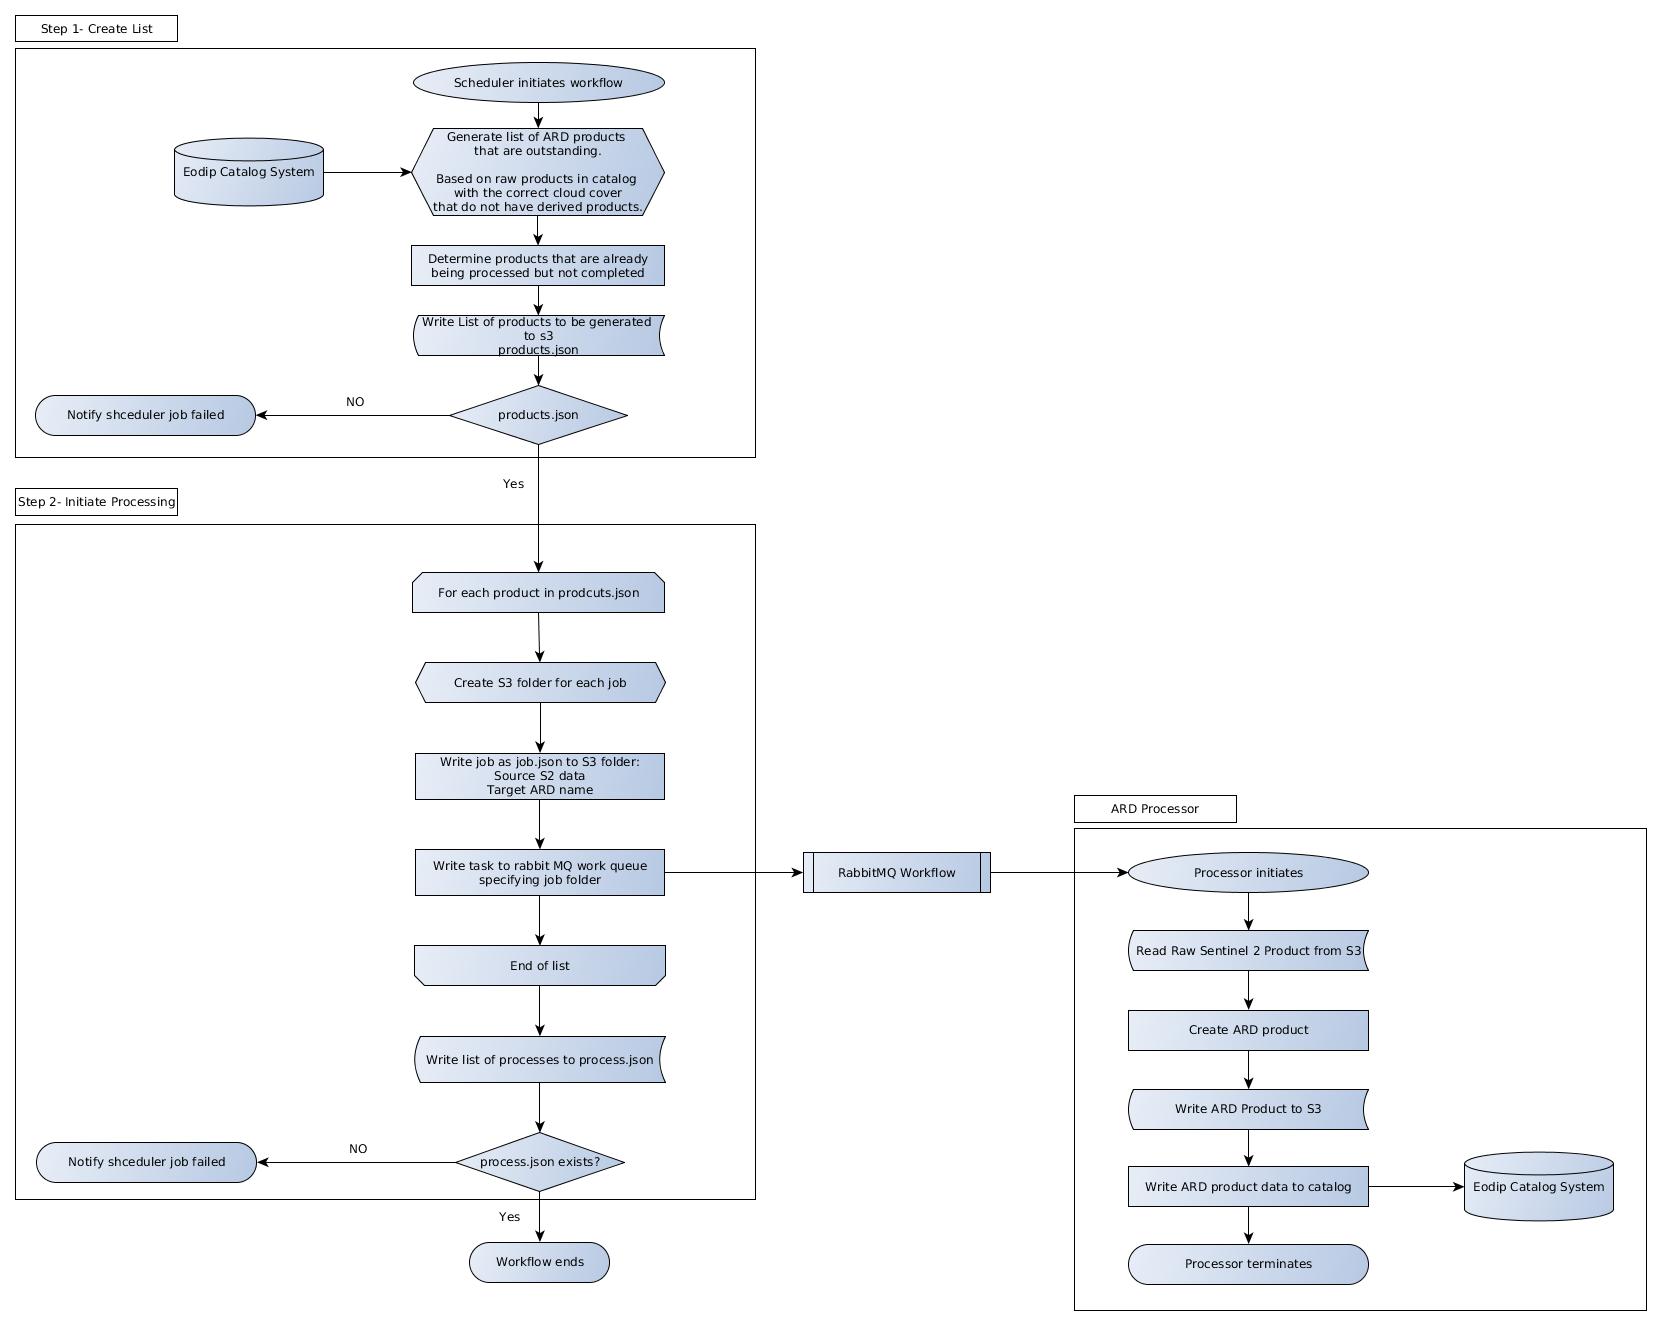 Step 1- Create List
Scheduler initiates workflow
Generate list of ARD products
that are outstanding.
Based on raw products in catalog
with the correct cloud cover
that do not have derived products.
Eodip Catalog System
Determine products that are already
being processed but not completed
Write List of products to be generated
to s3
products.json
products.json
NO
Notify shceduler job failed
Yes
Step 2- Initiate Processing
For each product in prodcuts.json
Create S3 folder for each job
Write job as job.json to S3 folder:
Source S2 data
Target ARD name
Write task to rabbit MQ work queue
specifying job folder
End of list
Write list of processes to process.json
process.json exists?
NO
Notify shceduler job failed
Yes
Workflow ends
RabbitMQ Workflow
ARD Processor
Processor initiates
Read Raw Sentinel 2 Product from S3
Create ARD product
Write ARD Product to S3
Write ARD product data to catalog
Eodip Catalog System
Processor terminates